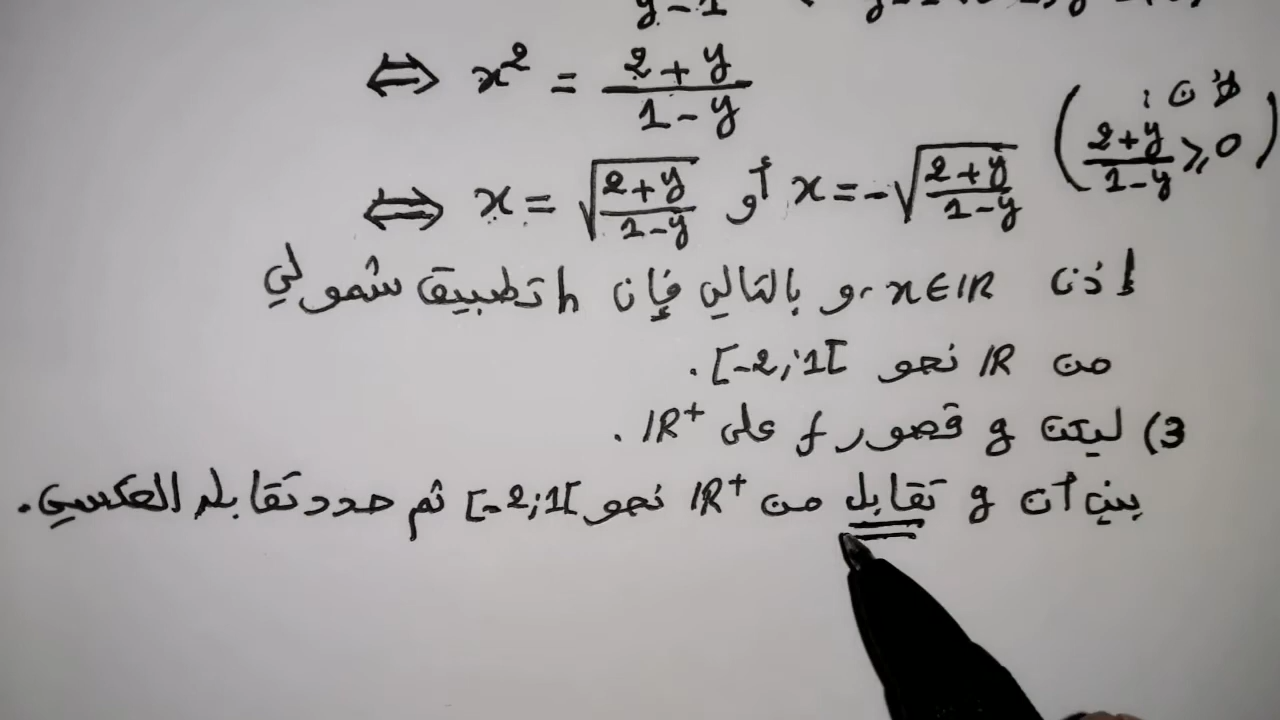 y-1
⇔ x² = (2+y)/(1-y)
⇔ x = √((2+y)/(1-y)) أو x = -√((2+y)/(1-y)) (لأن : (2+y)/(1-y) ⩾ 0)
إذن x∈IR، و بالتالي فإن h تطبيق شمولي
من IR نحو [-2;1[.
3) ليكن g قصور f على IR⁺.
بين أن g تقابل من IR⁺ نحو [-2;1[ ثم حدد تقابله العكسي.